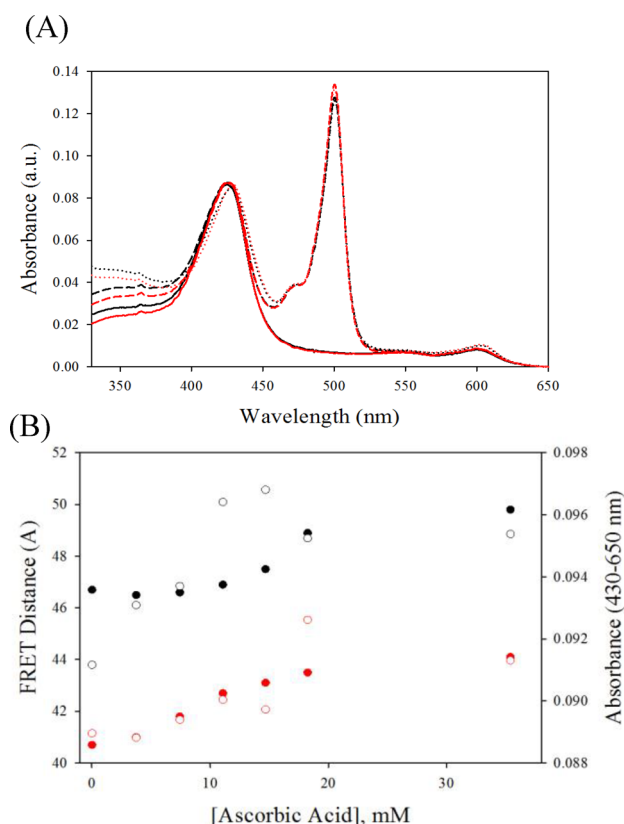 (A)
0.14
0.12
0.10
0.08
0.06
0.04
0.02
0.00
Absorbance (a.u.)
350 400 450 500 550 600 650
Wavelength (nm)
(B)
52
50
48
46
44
42
40
FRET Distance (A)
0.098
0.096
0.094
0.092
0.090
0.088
Absorbance (430-650 nm)
0 10 20 30
[Ascorbic Acid], mM